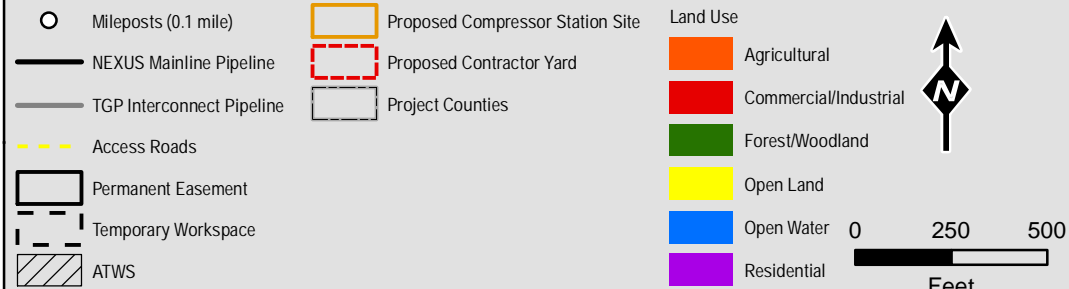 Mileposts (0.1 mile)
NEXUS Mainline Pipeline
TGP Interconnect Pipeline
Access Roads
Permanent Easement
Temporary Workspace
ATWS
Proposed Compressor Station Site
Proposed Contractor Yard
Project Counties
Land Use
Agricultural
Commercial/Industrial
Forest/Woodland
Open Land
Open Water
Residential
N
0 250 500
Feet